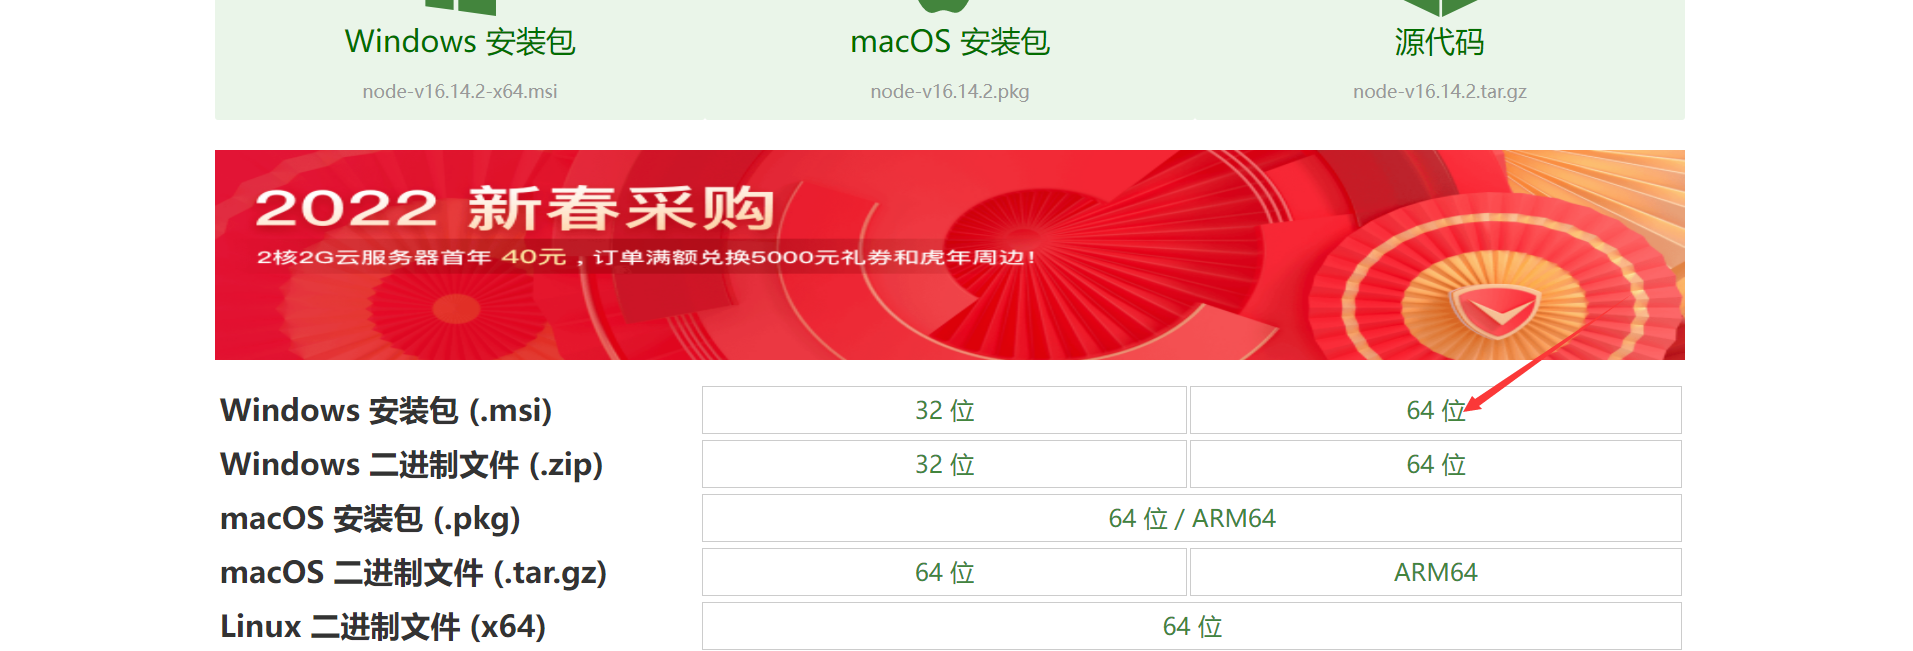 Windows 安装包
macOS 安装包
源代码
node-v16.14.2-x64.msi
node-v16.14.2.pkg
node-v16.14.2.tar.gz
2022 新春采购
2核2G云服务器首年 40元，订单满额兑换5000元礼券和虎年周边!
Windows 安装包 (.msi) 32 位 64 位
Windows 二进制文件 (.zip) 32 位 64 位
macOS 安装包 (.pkg) 64 位 / ARM64
macOS 二进制文件 (.tar.gz) 64 位 ARM64
Linux 二进制文件 (x64) 64 位